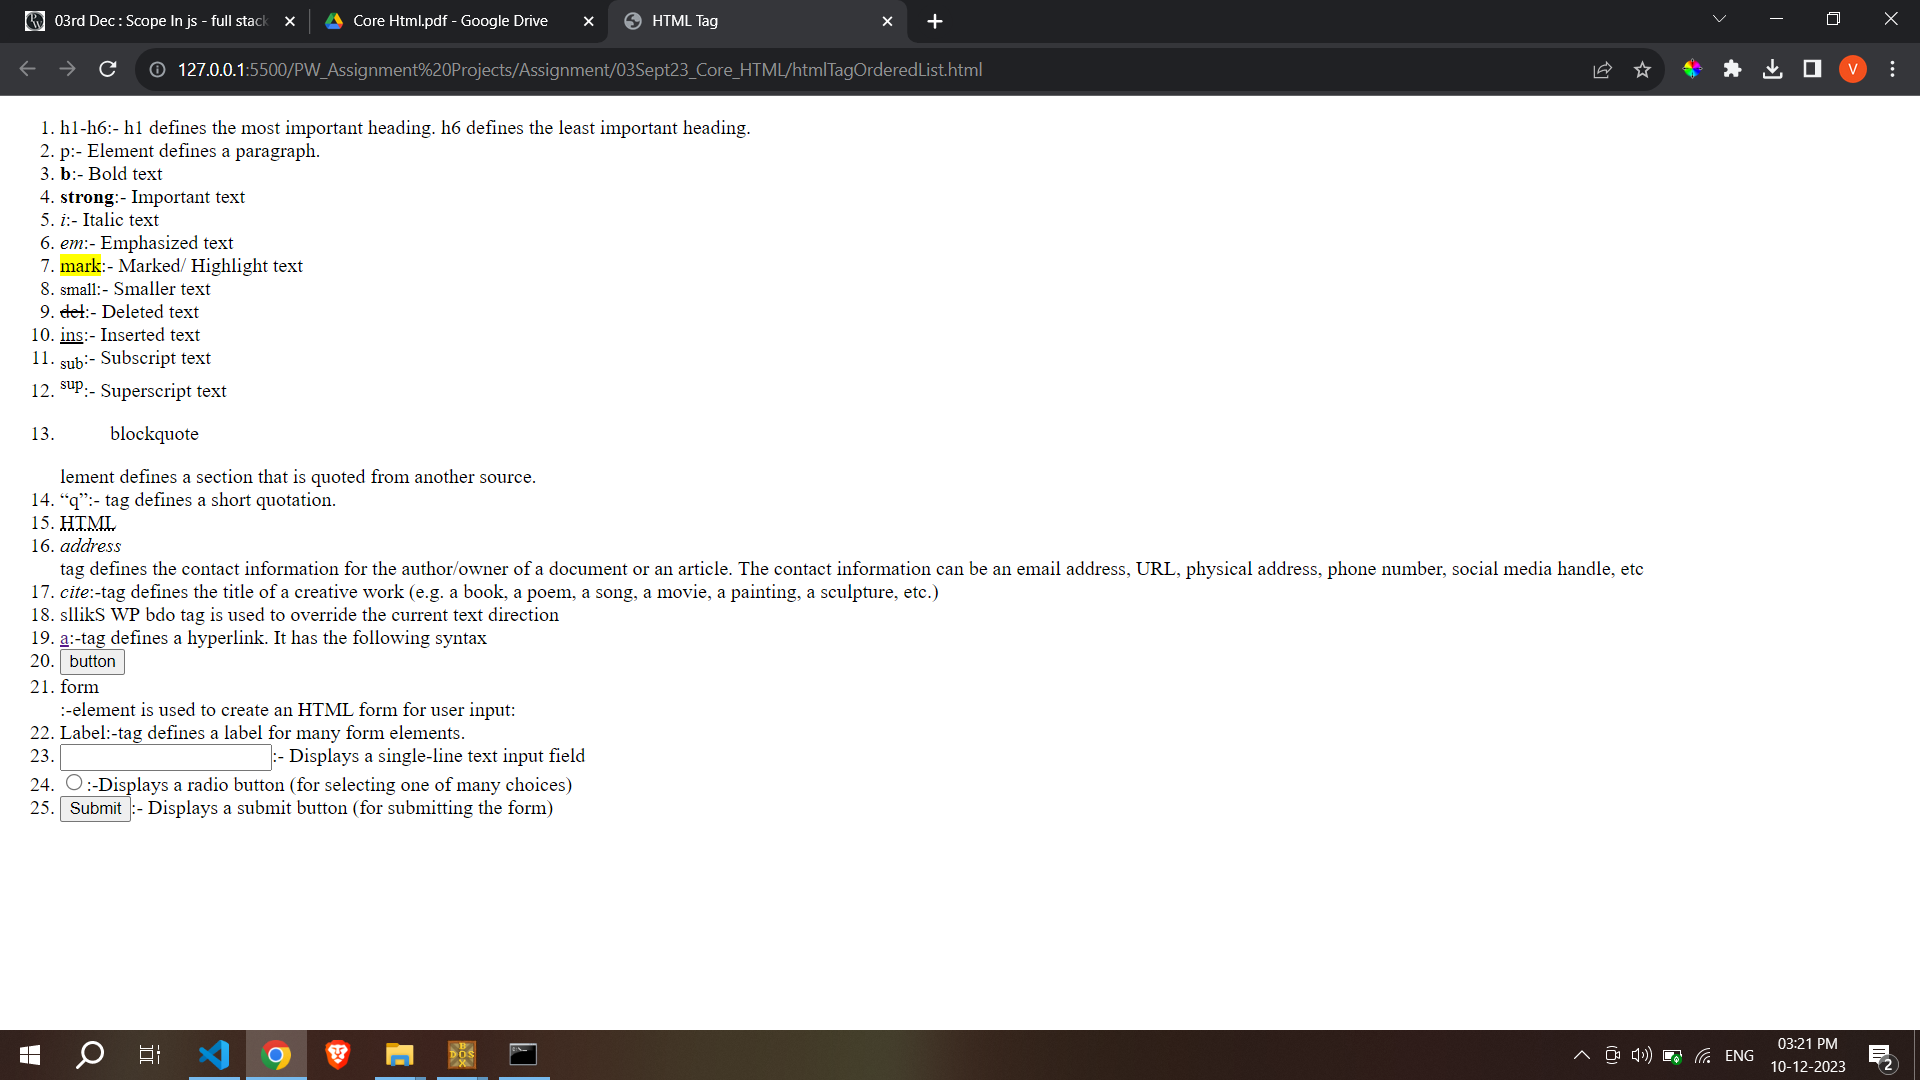 03rd Dec : Scope In js - full stack
Core Html.pdf - Google Drive
HTML Tag
127.0.0.1:5500/PW_Assignment%20Projects/Assignment/03Sept23_Core_HTML/htmlTagOrderedList.html
V
1. h1-h6:- h1 defines the most important heading. h6 defines the least important heading.
2. p:- Element defines a paragraph.
3. b:- Bold text
4. strong:- Important text
5. i:- Italic text
6. em:- Emphasized text
7. mark:- Marked/ Highlight text
8. small:- Smaller text
9. del:- Deleted text
10. ins:- Inserted text
11. sub:- Subscript text
12. sup:- Superscript text
13. blockquote
lement defines a section that is quoted from another source.
14. “q”:- tag defines a short quotation.
15. HTML
16. address
tag defines the contact information for the author/owner of a document or an article. The contact information can be an email address, URL, physical address, phone number, social media handle, etc
17. cite:-tag defines the title of a creative work (e.g. a book, a poem, a song, a movie, a painting, a sculpture, etc.)
18. sllikS WP bdo tag is used to override the current text direction
19. a:-tag defines a hyperlink. It has the following syntax
20. button
21. form
:-element is used to create an HTML form for user input:
22. Label:-tag defines a label for many form elements.
23. :- Displays a single-line text input field
24. :-Displays a radio button (for selecting one of many choices)
25. Submit:- Displays a submit button (for submitting the form)
ENG
03:21 PM
10-12-2023
2